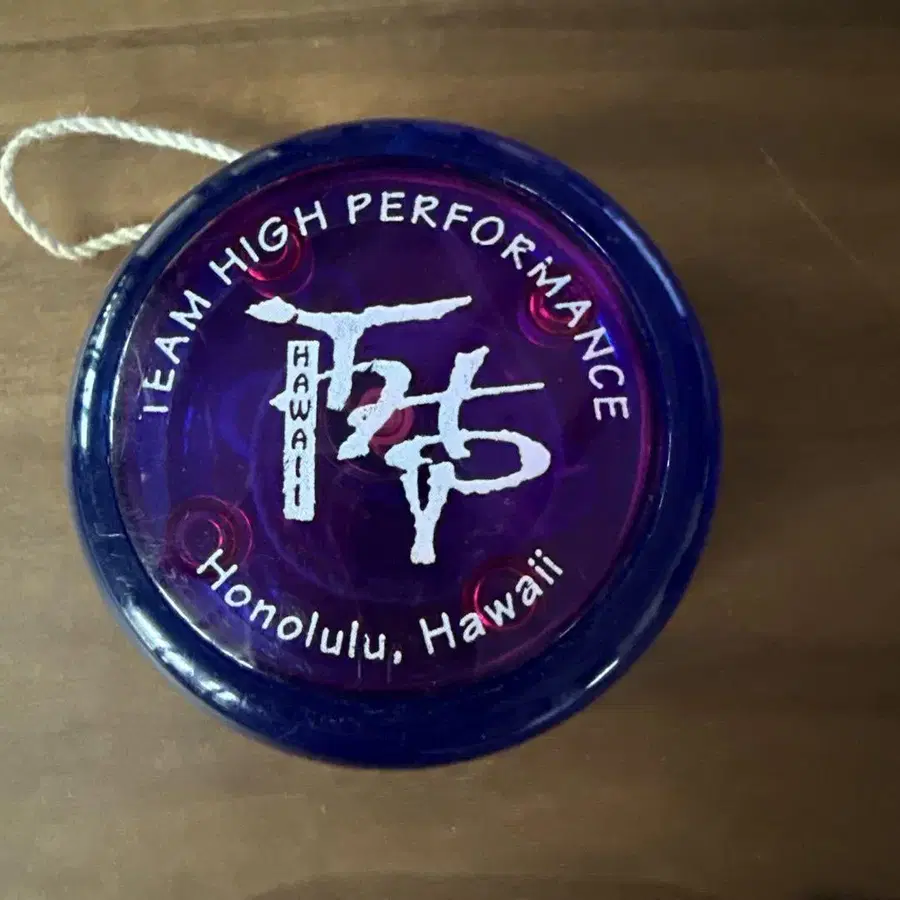 TEAM HIGH PERFORMANCE
THP
HAWAII
Honolulu, Hawaii